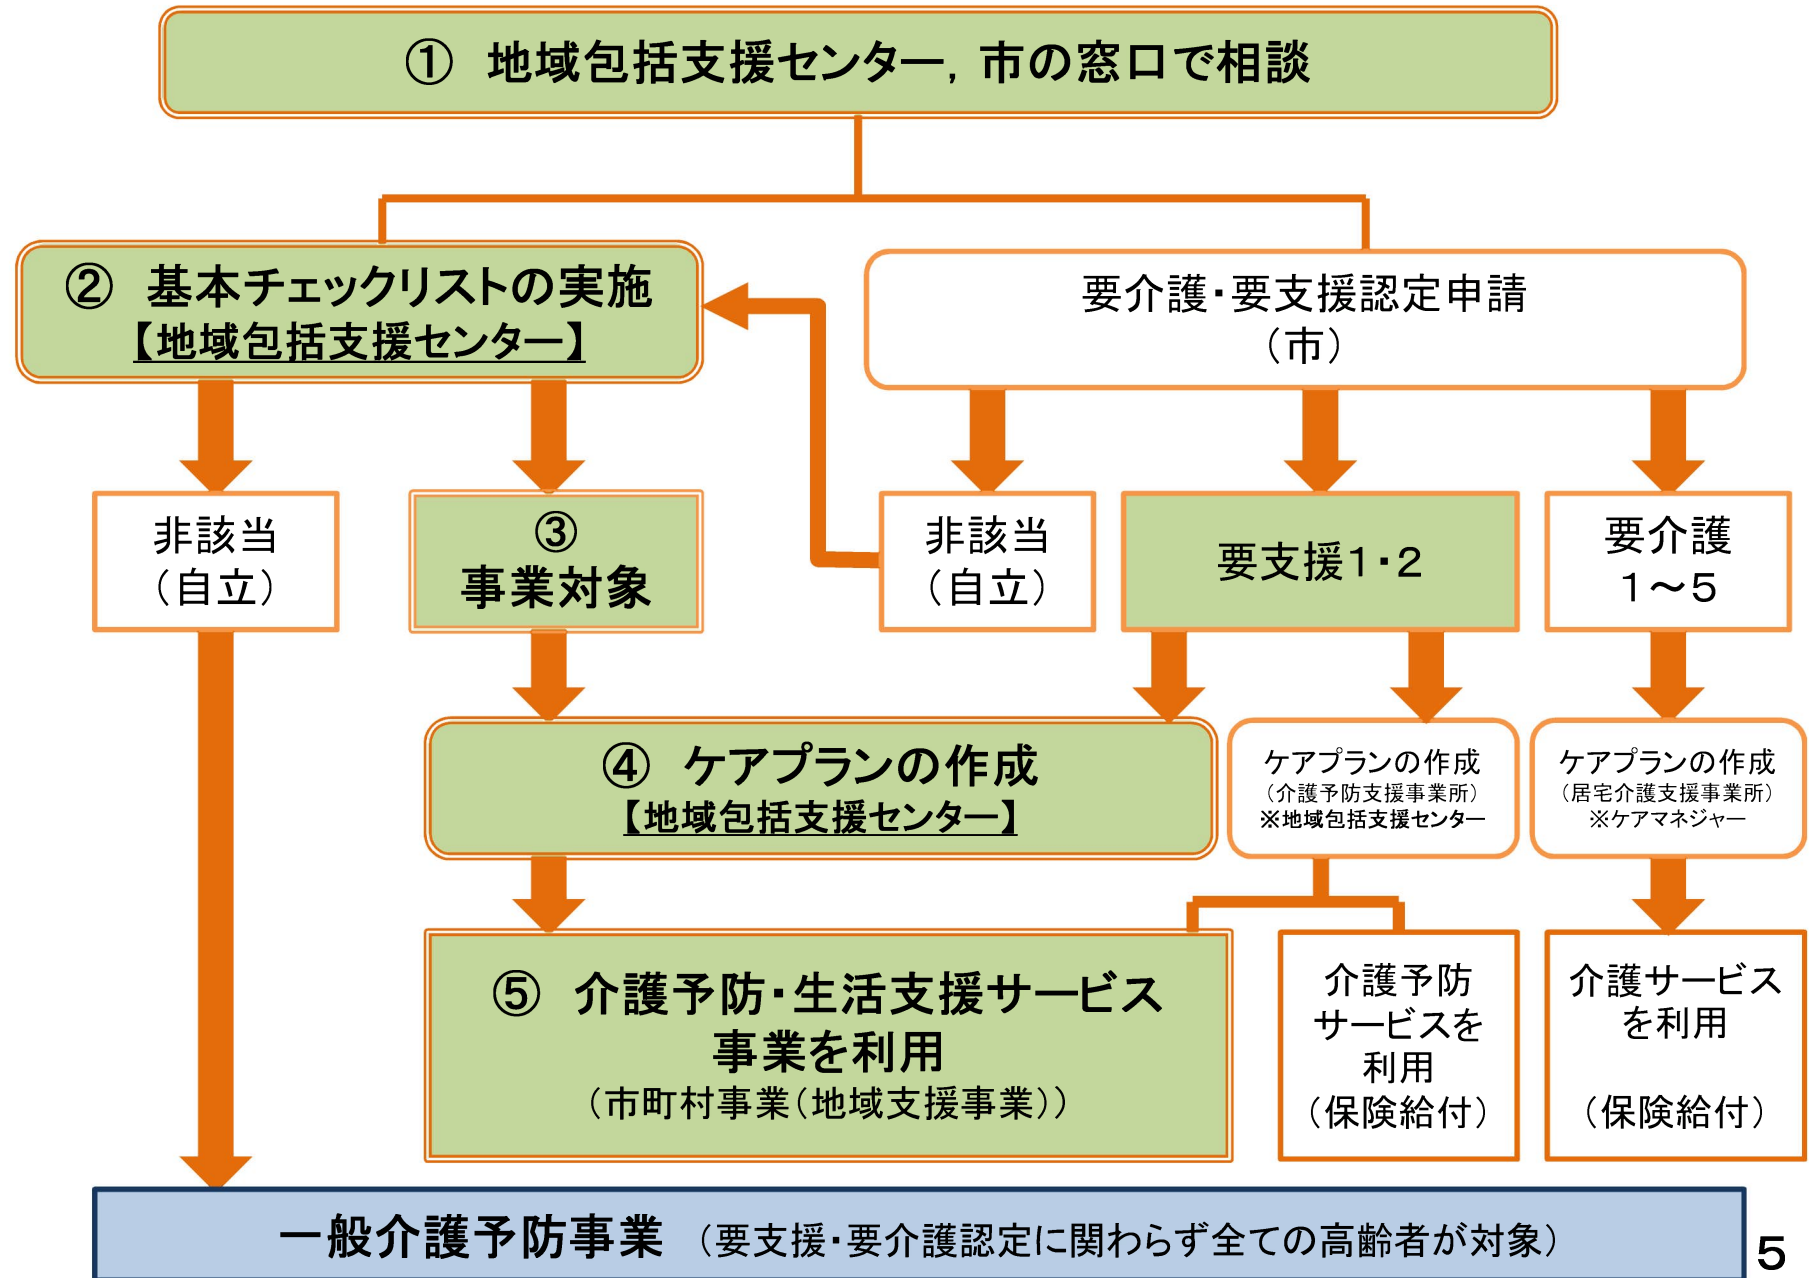 ① 地域包括支援センター，市の窓口で相談
② 基本チェックリストの実施
【地域包括支援センター】
要介護・要支援認定申請
（市）
非該当
（自立）
③
事業対象
非該当
（自立）
要支援１・２
要介護
１～５
④ ケアプランの作成
【地域包括支援センター】
ケアプランの作成
（介護予防支援事業所）
※地域包括支援センター
ケアプランの作成
（居宅介護支援事業所）
※ケアマネジャー
⑤ 介護予防・生活支援サービス
事業を利用
（市町村事業（地域支援事業））
介護予防
サービスを
利用
（保険給付）
介護サービス
を利用
（保険給付）
一般介護予防事業 （要支援・要介護認定に関わらず全ての高齢者が対象）
5